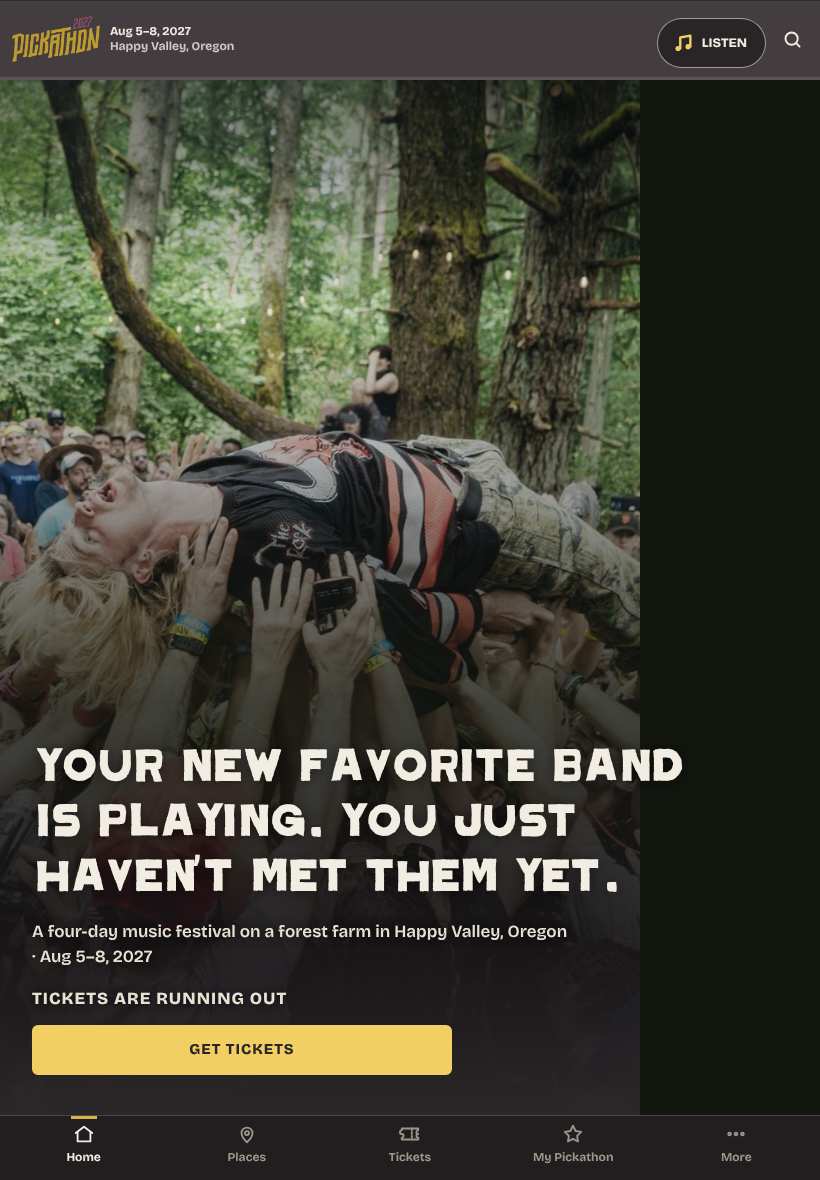 2027
PICKATHON
Aug 5–8, 2027
Happy Valley, Oregon
LISTEN
The
Rock
YOUR NEW FAVORITE BAND
IS PLAYING. YOU JUST
HAVEN'T MET THEM YET.
A four-day music festival on a forest farm in Happy Valley, Oregon
· Aug 5–8, 2027
TICKETS ARE RUNNING OUT
GET TICKETS
Home
Places
Tickets
My Pickathon
More